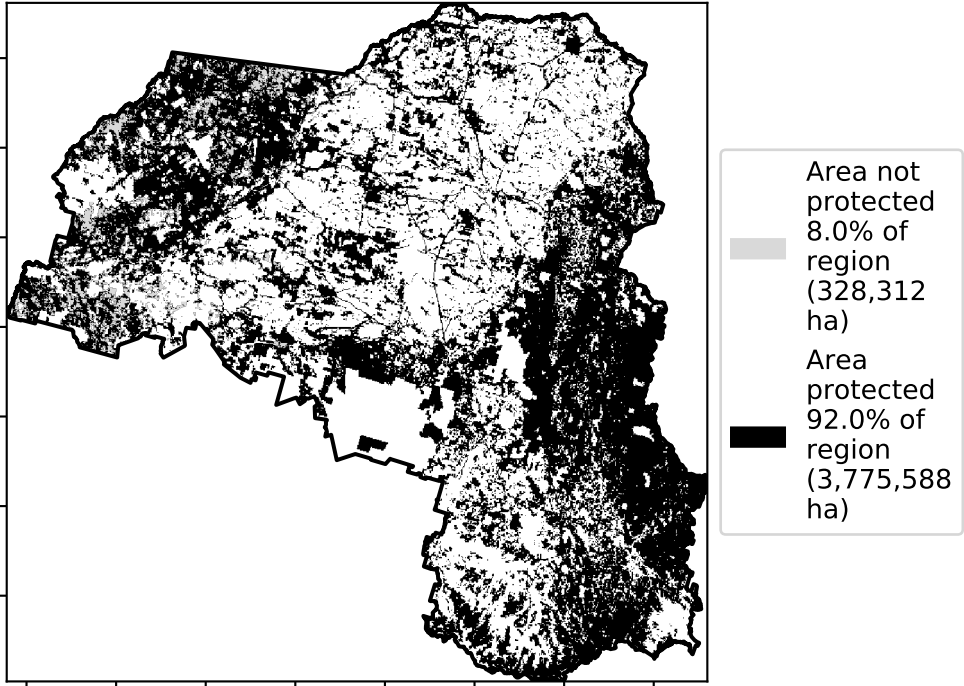 Area not
protected
8.0% of
region
(328,312
ha)
Area
protected
92.0% of
region
(3,775,588
ha)